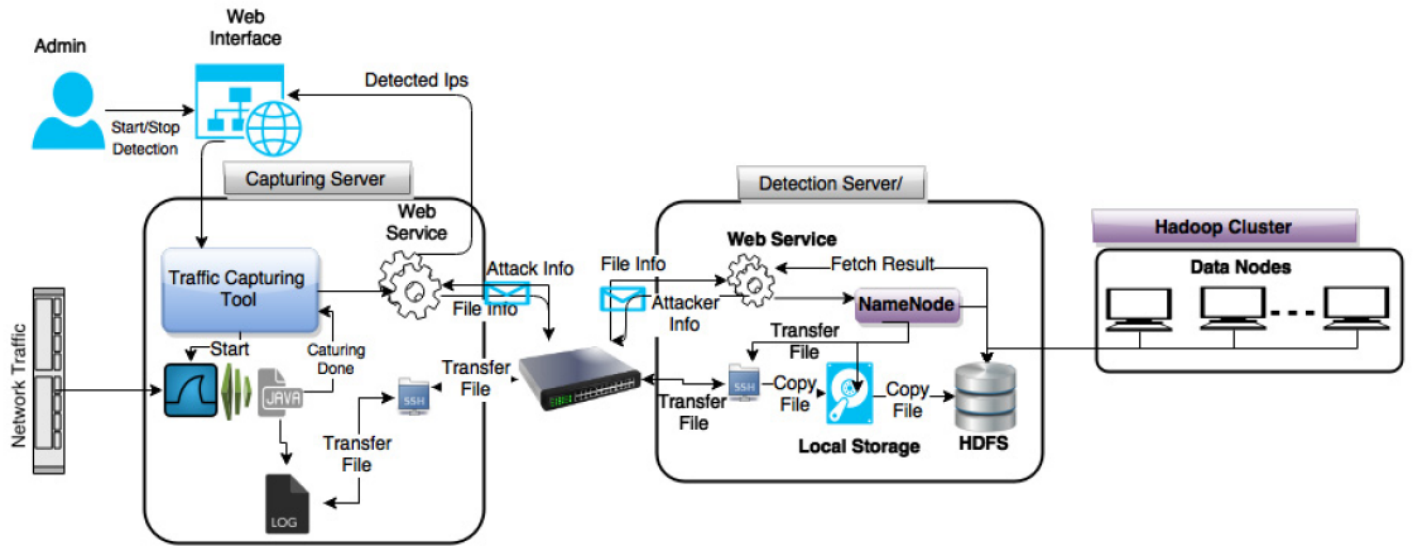 Admin
Web
Interface
Start/Stop
Detection
Detected Ips
Capturing Server
Web
Service
Traffic Capturing
Tool
Start
Caturing
Done
JAVA
LOG
Transfer
File
SSH
Transfer
File
Network Traffic
Attack Info
File Info
Detection Server/
Web Service
File Info
Attacker
Info
Fetch Result
NameNode
Transfer
File
Transfer
File
SSH
Copy
File
Copy
File
Local Storage
HDFS
Hadoop Cluster
Data Nodes